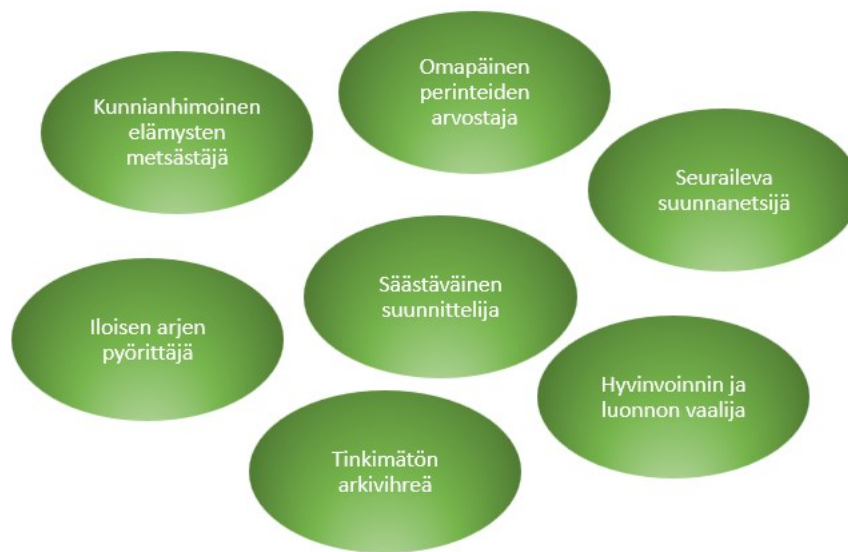 Kunnianhimoinen
elämysten
metsästäjä
Omapäinen
perinteiden
arvostaja
Seuraileva
suunnanetsijä
Iloisen arjen
pyörittäjä
Säästäväinen
suunnittelija
Hyvinvoinnin ja
luonnon vaalija
Tinkimätön
arkivihreä